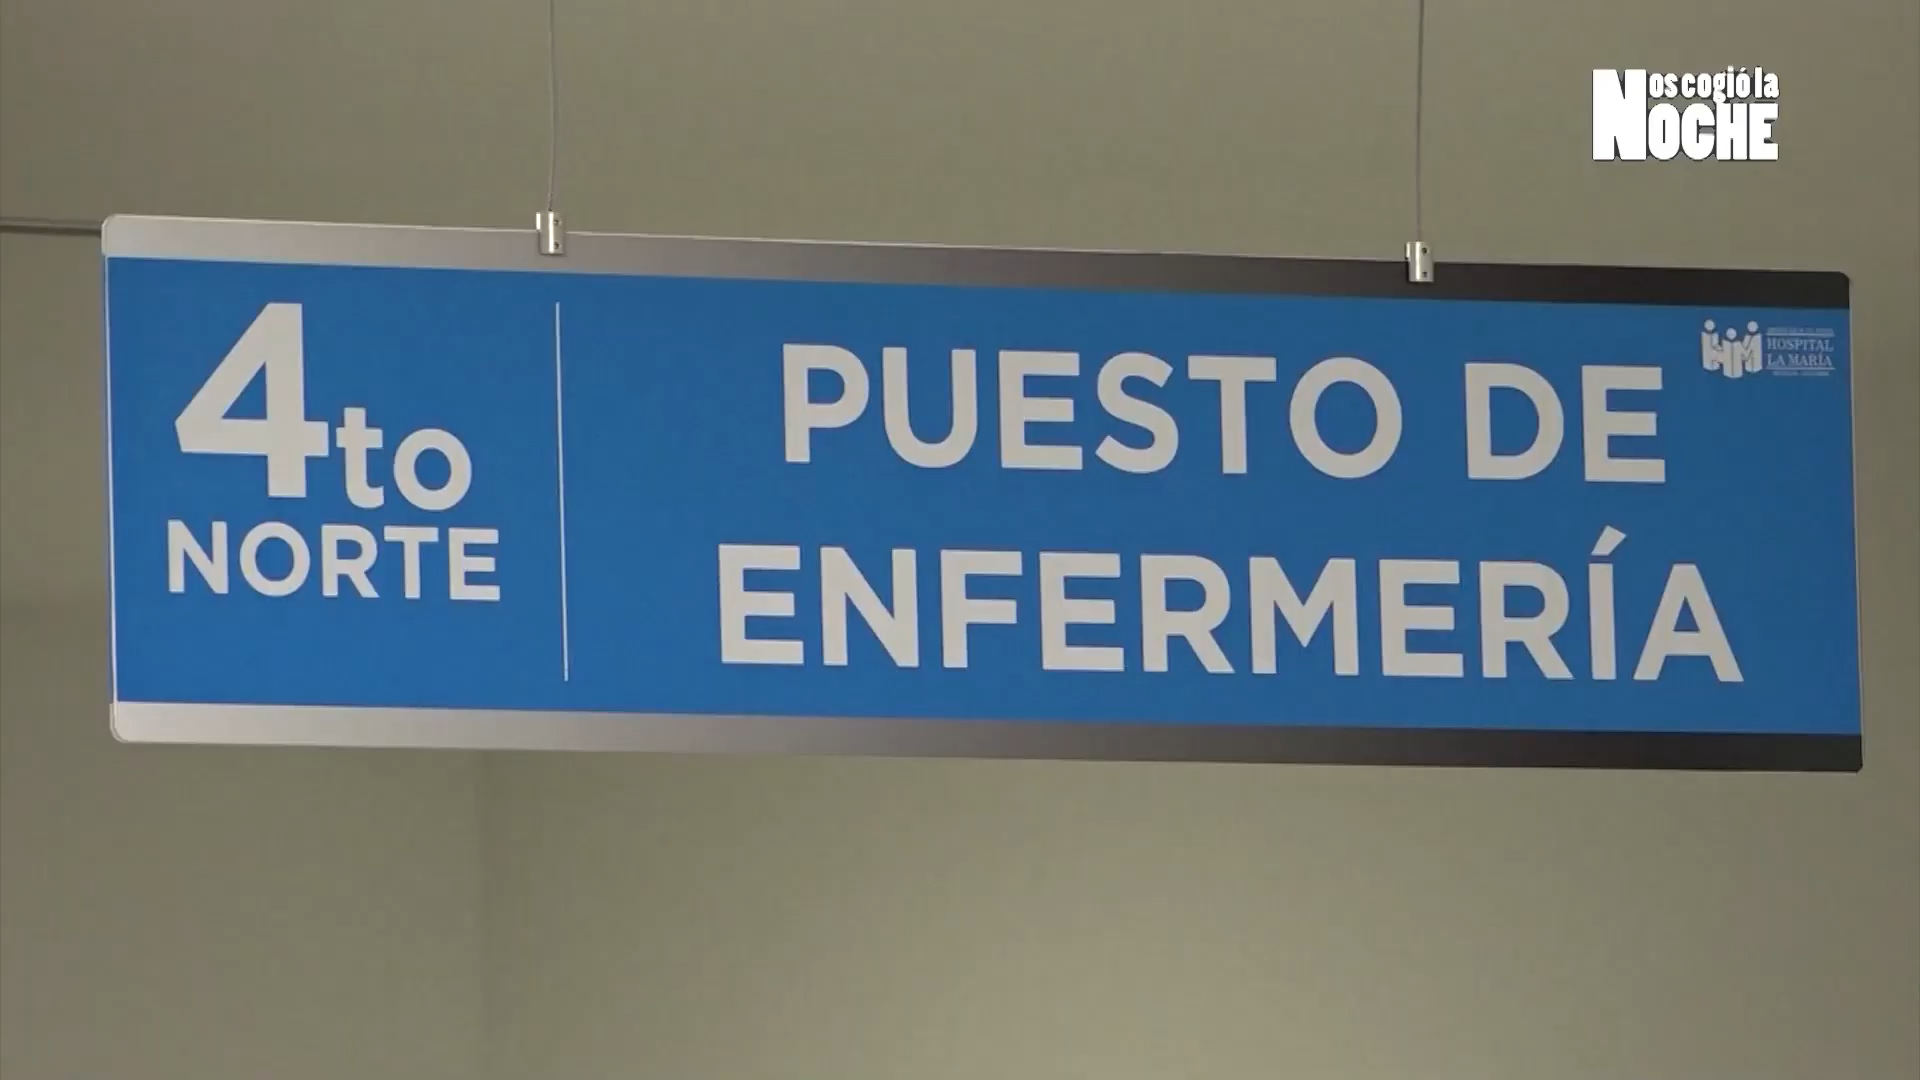 Nos cogió la
NOCHE
4to
NORTE
PUESTO DE
ENFERMERÍA
HOSPITAL
LA MARÍA